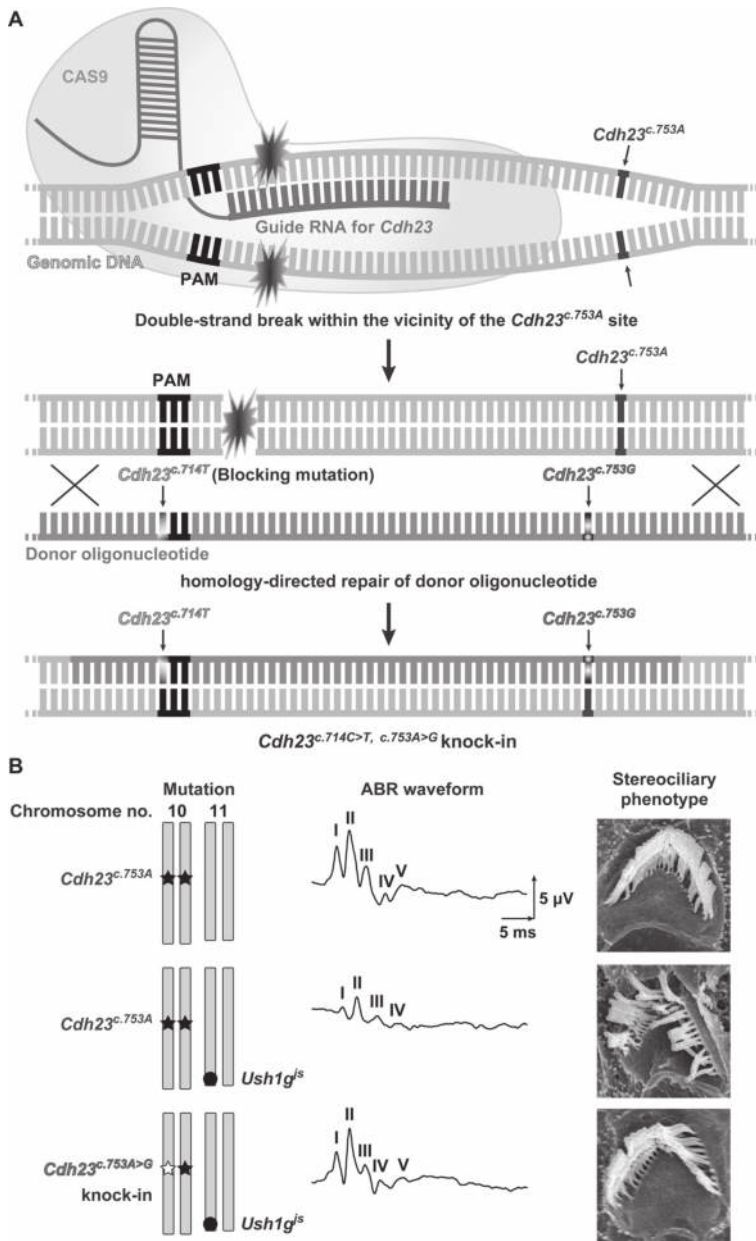 A
CAS9
Cdh23c.753A
Guide RNA for Cdh23
Genomic DNA
PAM
Double-strand break within the vicinity of the Cdh23c.753A site
Cdh23c.753A
PAM
Cdh23c.714T (Blocking mutation)
Cdh23c.753G
Donor oligonucleotide
homology-directed repair of donor oligonucleotide
Cdh23c.714T
Cdh23c.753G
Cdh23c.714C>T, c.753A>G knock-in
B
Mutation
ABR waveform
Stereociliary
phenotype
Chromosome no. 10 11
Cdh23c.753A
I II III IV V
5 µV
5 ms
Cdh23c.753A
I II III IV
Ush1gjs
Cdh23c.753A>G
knock-in
I II III IV V
Ush1gjs